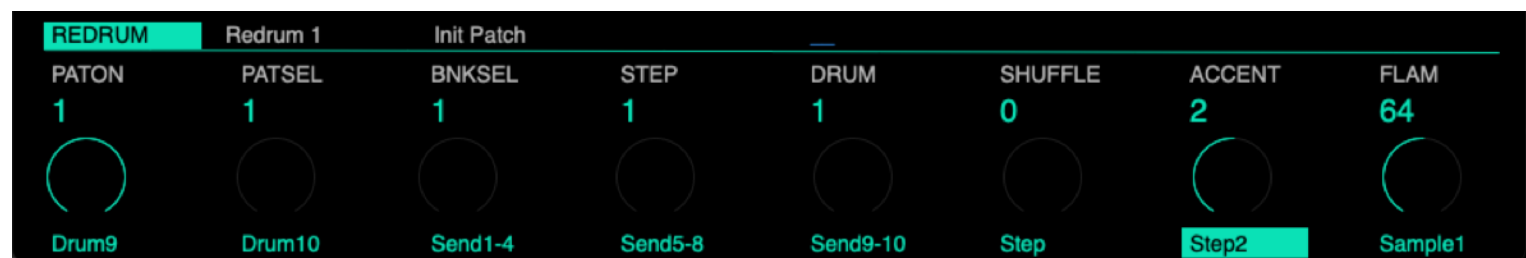 REDRUM Redrum 1 Init Patch
PATON PATSEL BNKSEL STEP DRUM SHUFFLE ACCENT FLAM
1 1 1 1 1 0 2 64
Drum9 Drum10 Send1-4 Send5-8 Send9-10 Step Step2 Sample1